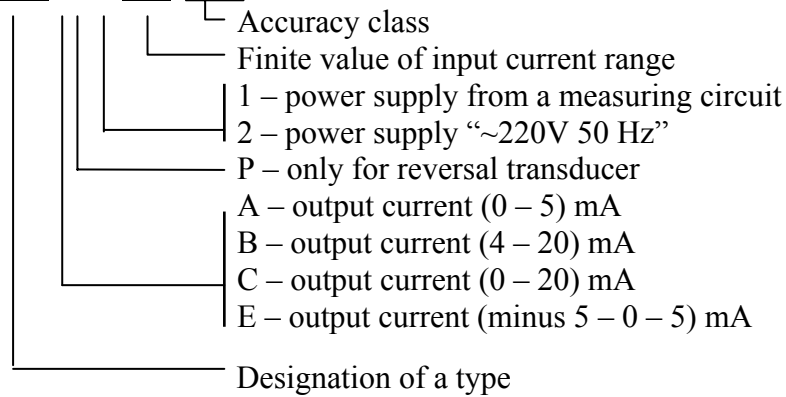 Accuracy class
Finite value of input current range
1 – power supply from a measuring circuit
2 – power supply “~220V 50 Hz”
P – only for reversal transducer
A – output current (0 – 5) mA
B – output current (4 – 20) mA
C – output current (0 – 20) mA
E – output current (minus 5 – 0 – 5) mA
Designation of a type